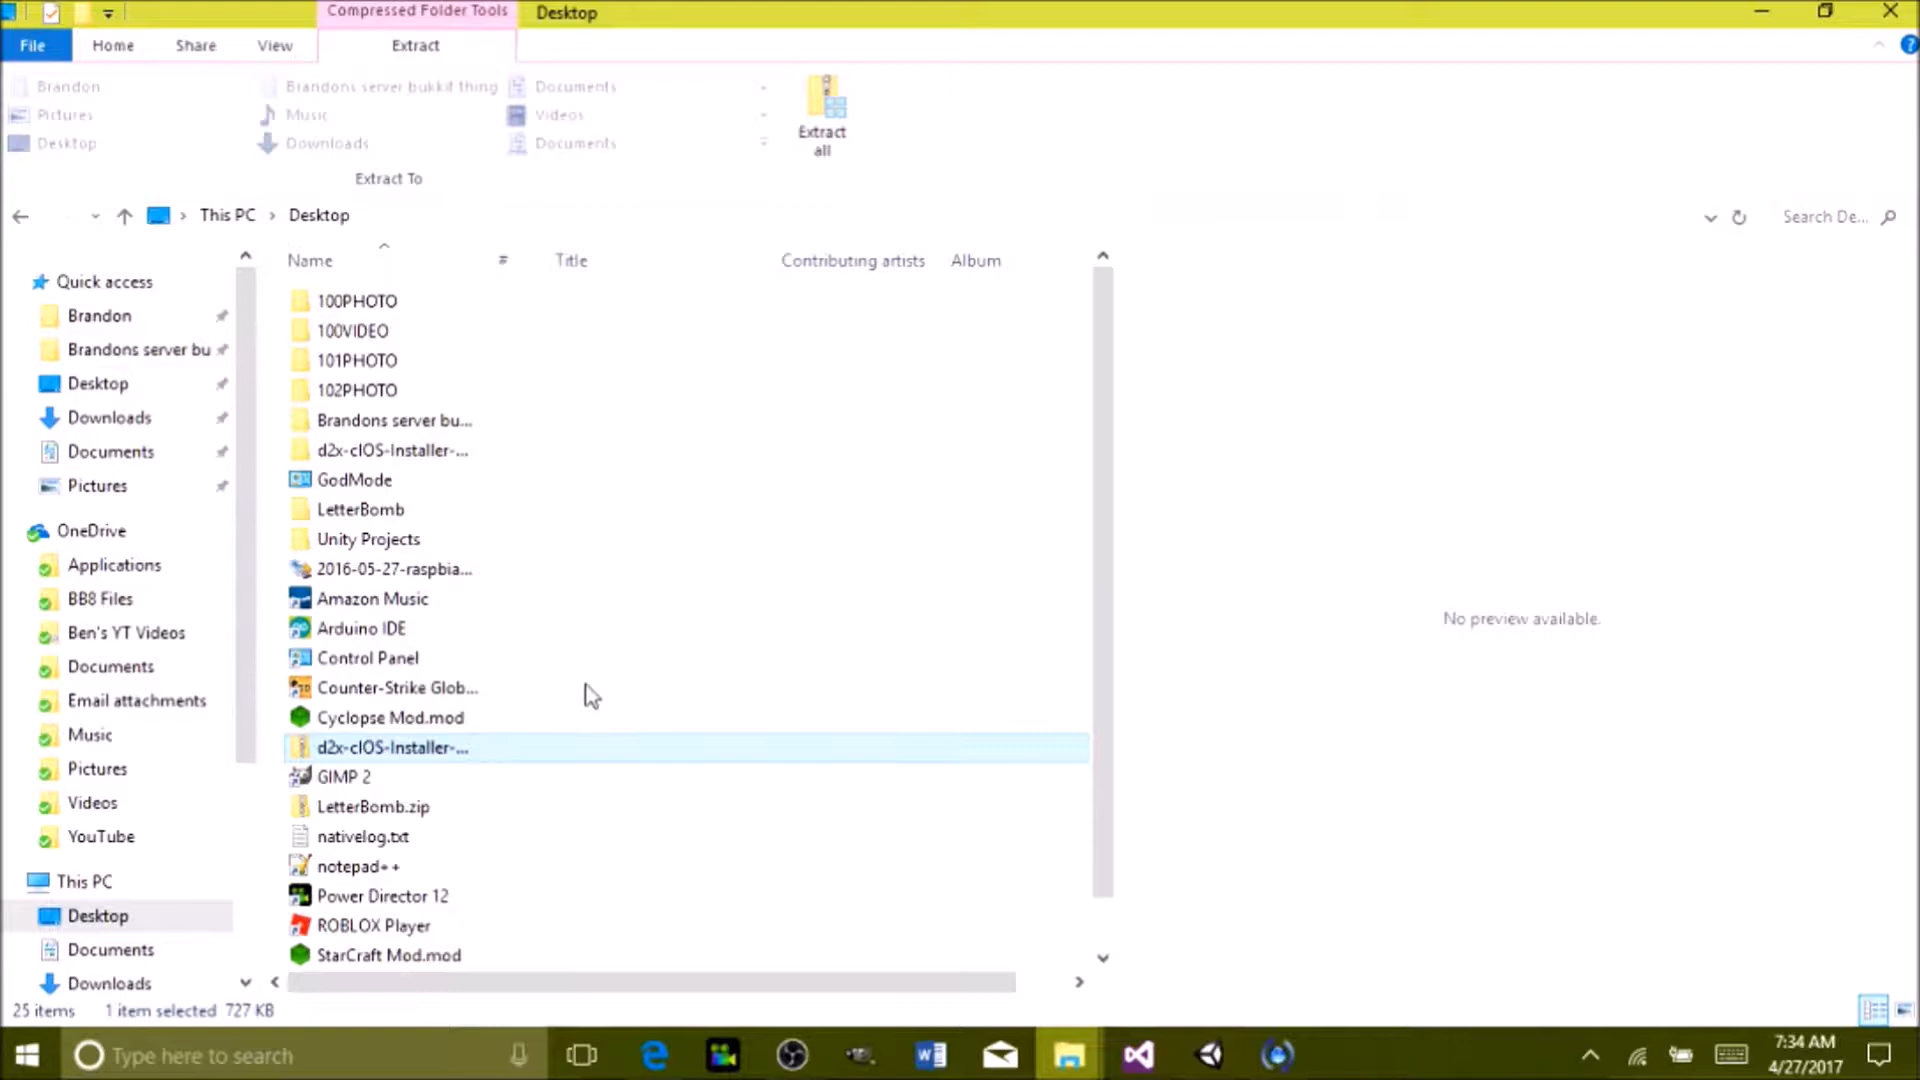 Compressed Folder Tools
Desktop
File
Home
Share
View
Extract
Brandon
Pictures
Desktop
Brandons server bukkit thing
Music
Downloads
Documents
Videos
Documents
Extract all
Extract To
This PC
Desktop
Search De...
Name
Title
Contributing artists
Album
Quick access
Brandon
Brandons server bu
Desktop
Downloads
Documents
Pictures
OneDrive
Applications
BB8 Files
Ben's YT Videos
Documents
Email attachments
Music
Pictures
Videos
YouTube
This PC
Desktop
Documents
Downloads
100PHOTO
100VIDEO
101PHOTO
102PHOTO
Brandons server bu...
d2x-cIOS-Installer-...
GodMode
LetterBomb
Unity Projects
2016-05-27-raspbia...
Amazon Music
Arduino IDE
Control Panel
Counter-Strike Glob...
Cyclopse Mod.mod
d2x-cIOS-Installer-...
GIMP 2
LetterBomb.zip
nativelog.txt
notepad++
Power Director 12
ROBLOX Player
StarCraft Mod.mod
No preview available.
25 items
1 item selected 727 KB
Type here to search
7:34 AM
4/27/2017